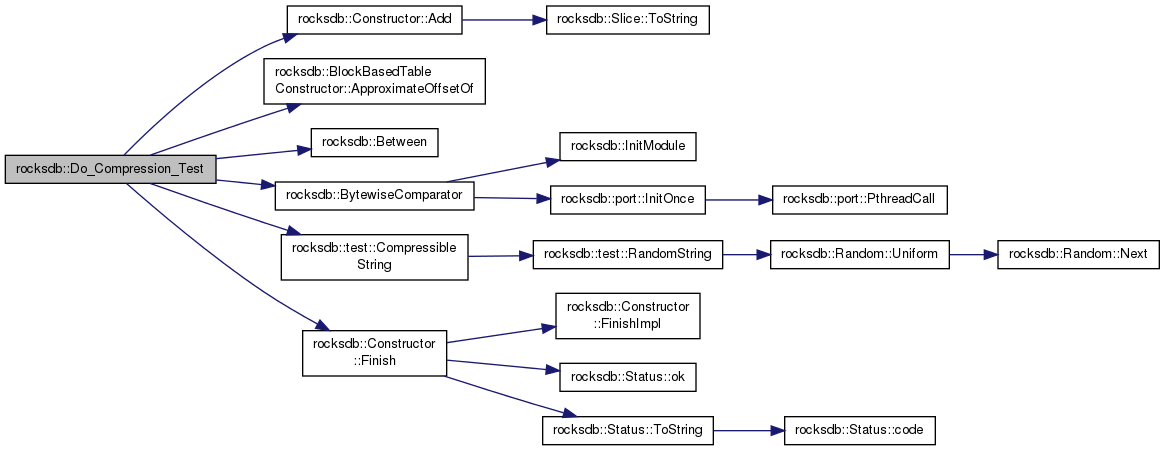 rocksdb::Do_Compression_Test
rocksdb::Constructor::Add
rocksdb::Slice::ToString
rocksdb::BlockBasedTable
Constructor::ApproximateOffsetOf
rocksdb::Between
rocksdb::BytewiseComparator
rocksdb::InitModule
rocksdb::port::InitOnce
rocksdb::port::PthreadCall
rocksdb::test::Compressible
String
rocksdb::test::RandomString
rocksdb::Random::Uniform
rocksdb::Random::Next
rocksdb::Constructor
::Finish
rocksdb::Constructor
::FinishImpl
rocksdb::Status::ok
rocksdb::Status::ToString
rocksdb::Status::code